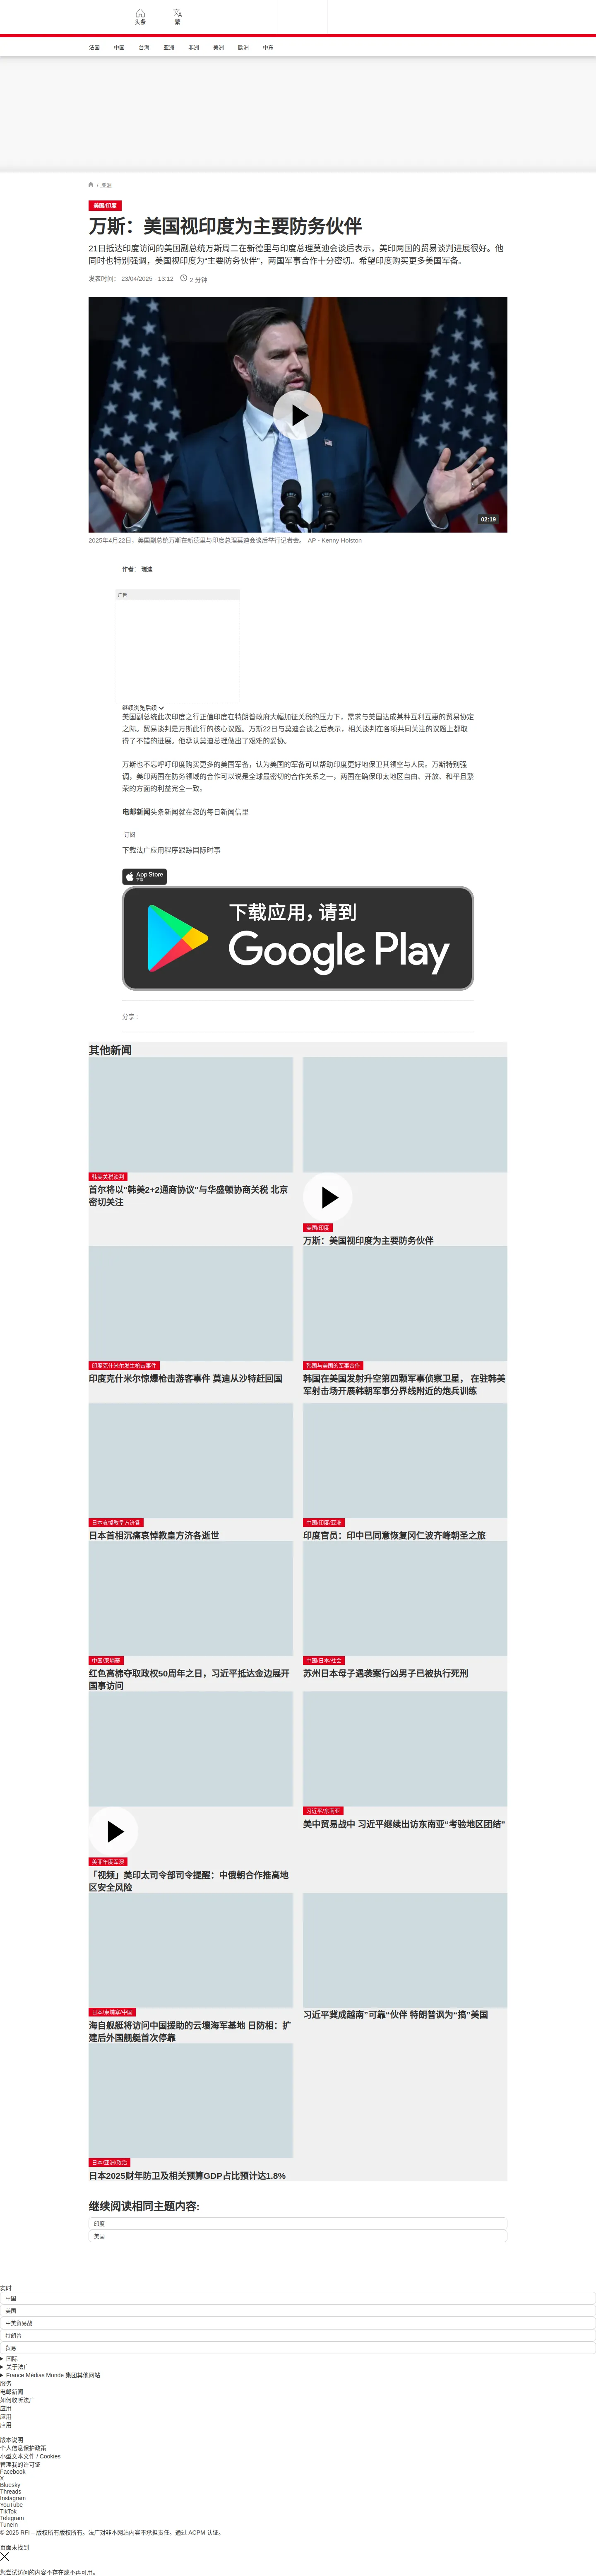 头条
繁
法国
中国
台海
亚洲
非洲
美洲
欧洲
中东
/ 亚洲
美国/印度
万斯：美国视印度为主要防务伙伴
21日抵达印度访问的美国副总统万斯周二在新德里与印度总理莫迪会谈后表示，美印两国的贸易谈判进展很好。他
同时也特别强调，美国视印度为“主要防务伙伴”，两国军事合作十分密切。希望印度购买更多美国军备。
发表时间： 23/04/2025 - 13:12
2 分钟
02:19
2025年4月22日，美国副总统万斯在新德里与印度总理莫迪会谈后举行记者会。 AP - Kenny Holston
作者： 瑞迪
广告
继续浏览后续
美国副总统此次印度之行正值印度在特朗普政府大幅加征关税的压力下，需求与美国达成某种互利互惠的贸易协定
之际。贸易谈判是万斯此行的核心议题。万斯22日与莫迪会谈之后表示，相关谈判在各项共同关注的议题上都取
得了不错的进展。他承认莫迪总理做出了艰难的妥协。
万斯也不忘呼吁印度购买更多的美国军备，认为美国的军备可以帮助印度更好地保卫其领空与人民。万斯特别强
调，美印两国在防务领域的合作可以说是全球最密切的合作关系之一，两国在确保印太地区自由、开放、和平且繁
荣的方面的利益完全一致。
电邮新闻头条新闻就在您的每日新闻信里
订阅
下载法广应用程序跟踪国际时事
App Store
下载
下载应用，请到
Google Play
分享 :
其他新闻
韩美关税谈判
首尔将以"韩美2+2通商协议"与华盛顿协商关税 北京
密切关注
美国/印度
万斯：美国视印度为主要防务伙伴
印度克什米尔发生枪击事件
印度克什米尔惊爆枪击游客事件 莫迪从沙特赶回国
韩国与美国的军事合作
韩国在美国发射升空第四颗军事侦察卫星， 在驻韩美
军射击场开展韩朝军事分界线附近的炮兵训练
日本哀悼教皇方济各
日本首相沉痛哀悼教皇方济各逝世
中国/印度/亚洲
印度官员：印中已同意恢复冈仁波齐峰朝圣之旅
中国/柬埔寨
红色高棉夺取政权50周年之日，习近平抵达金边展开
国事访问
中国/日本/社会
苏州日本母子遇袭案行凶男子已被执行死刑
美菲年度军演
「视频」美印太司令部司令提醒：中俄朝合作推高地
区安全风险
习近平/东南亚
美中贸易战中 习近平继续出访东南亚“考验地区团结”
日本/柬埔寨/中国
海自舰艇将访问中国援助的云壤海军基地 日防相：扩
建后外国舰艇首次停靠
习近平冀成越南”可靠“伙伴 特朗普讽为“搞”美国
日本/亚洲/政治
日本2025财年防卫及相关预算GDP占比预计达1.8%
继续阅读相同主题内容:
印度
美国
实时
中国
美国
中美贸易战
特朗普
贸易
国际
关于法广
France Médias Monde 集团其他网站
服务
电邮新闻
如何收听法广
应用
应用
应用
版本说明
个人信息保护政策
小型文本文件 / Cookies
管理我的许可证
Facebook
X
Bluesky
Threads
Instagram
YouTube
TikTok
Telegram
TuneIn
© 2025 RFI – 版权所有版权所有。法广对非本网站内容不承担责任。通过 ACPM 认证。
页面未找到
您尝试访问的内容不存在或不再可用。